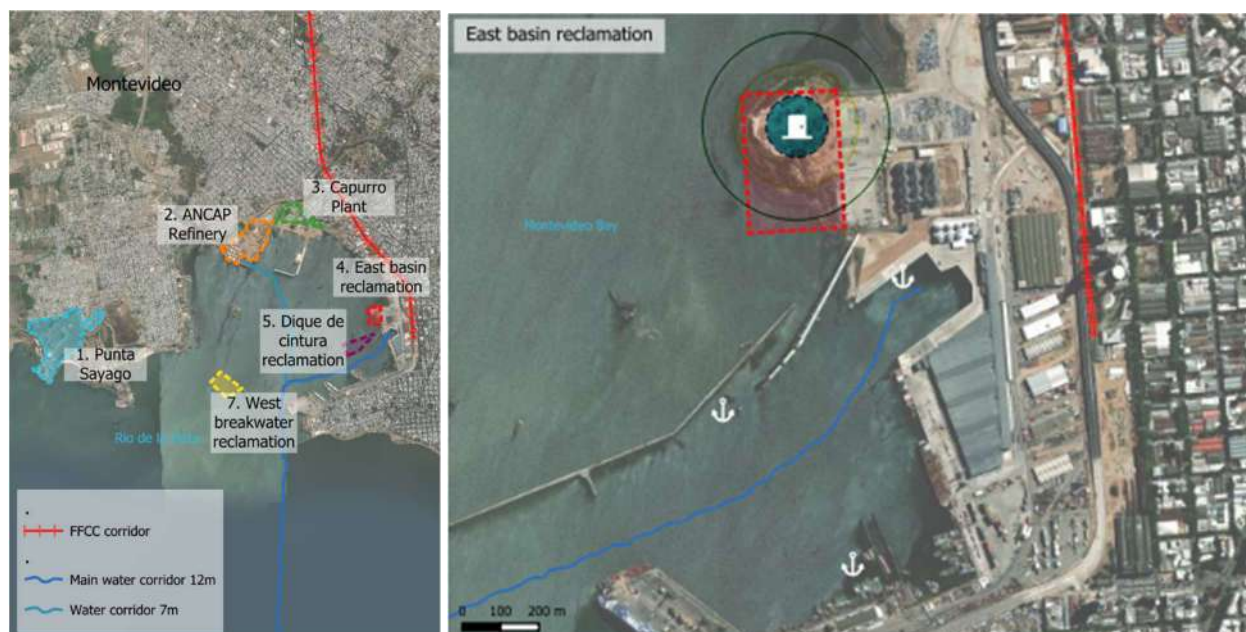 Montevideo
3. Capurro
Plant
2. ANCAP
Refinery
4. East basin
reclamation
5. Dique de
cintura
reclamation
1. Punta
Sayago
7. West
breakwater
reclamation
Rio de la Plata
FFCC corridor
Main water corridor 12m
Water corridor 7m
East basin reclamation
Montevideo Bay
0 100 200 m